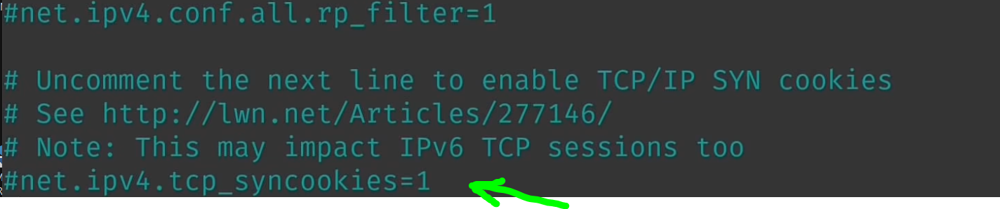 #net.ipv4.conf.all.rp_filter=1
# Uncomment the next line to enable TCP/IP SYN cookies
# See http://lwn.net/Articles/277146/
# Note: This may impact IPv6 TCP sessions too
#net.ipv4.tcp_syncookies=1